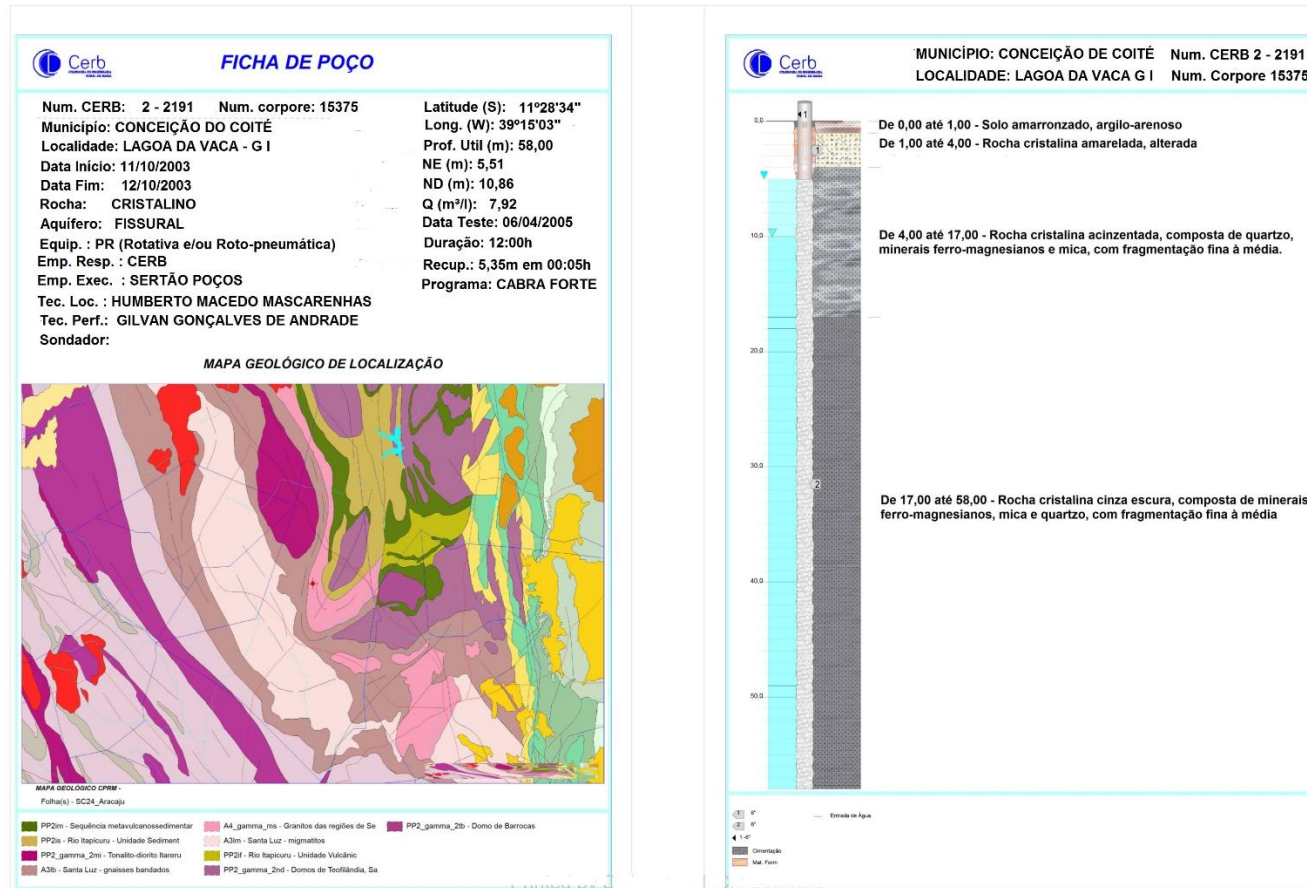 Cerb
FICHA DE POÇO
Num. CERB: 2 - 2191 Num. corpore: 15375
Município: CONCEIÇÃO DO COITÉ
Localidade: LAGOA DA VACA - G I
Data Início: 11/10/2003
Data Fim: 12/10/2003
Rocha: CRISTALINO
Aquífero: FISSURAL
Equip. : PR (Rotativa e/ou Roto-pneumática)
Emp. Resp. : CERB
Emp. Exec. : SERTÃO POÇOS
Tec. Loc. : HUMBERTO MACEDO MASCARENHAS
Tec. Perf.: GILVAN GONÇALVES DE ANDRADE
Sondador:
Latitude (S): 11º28'34"
Long. (W): 39º15'03"
Prof. Util (m): 58,00
NE (m): 5,51
ND (m): 10,86
Q (m³/l): 7,92
Data Teste: 06/04/2005
Duração: 12:00h
Recup.: 5,35m em 00:05h
Programa: CABRA FORTE
MAPA GEOLÓGICO DE LOCALIZAÇÃO
MAPA GEOLÓGICO CPRM -
Folha(s) - SC24_Aracaju
PP2im - Sequência metavulcanossedimentar
PP2is - Rio Itapicuru - Unidade Sediment
PP2_gamma_2mi - Tonalito-diorito Itareru
A3lb - Santa Luz - gnaisses bandados
A4_gamma_ms - Granitos das regiões de Se
A3lm - Santa Luz - migmatitos
PP2if - Rio Itapicuru - Unidade Vulcânic
PP2_gamma_2nd - Domos de Teofilândia, Sa
PP2_gamma_2tb - Domo de Barrocas
Cerb
MUNICÍPIO: CONCEIÇÃO DE COITÉ Num. CERB 2 - 2191
LOCALIDADE: LAGOA DA VACA G I Num. Corpore 15375
1
0,0
De 0,00 até 1,00 - Solo amarronzado, argilo-arenoso
1
De 1,00 até 4,00 - Rocha cristalina amarelada, alterada
10,0
De 4,00 até 17,00 - Rocha cristalina acinzentada, composta de quartzo,
minerais ferro-magnesianos e mica, com fragmentação fina à média.
20,0
30,0
2
De 17,00 até 58,00 - Rocha cristalina cinza escura, composta de minerais
ferro-magnesianos, mica e quartzo, com fragmentação fina à média
40,0
50,0
1 8"
2 6"
1 -6"
Cimentação
Mat. Form
Entrada de Água